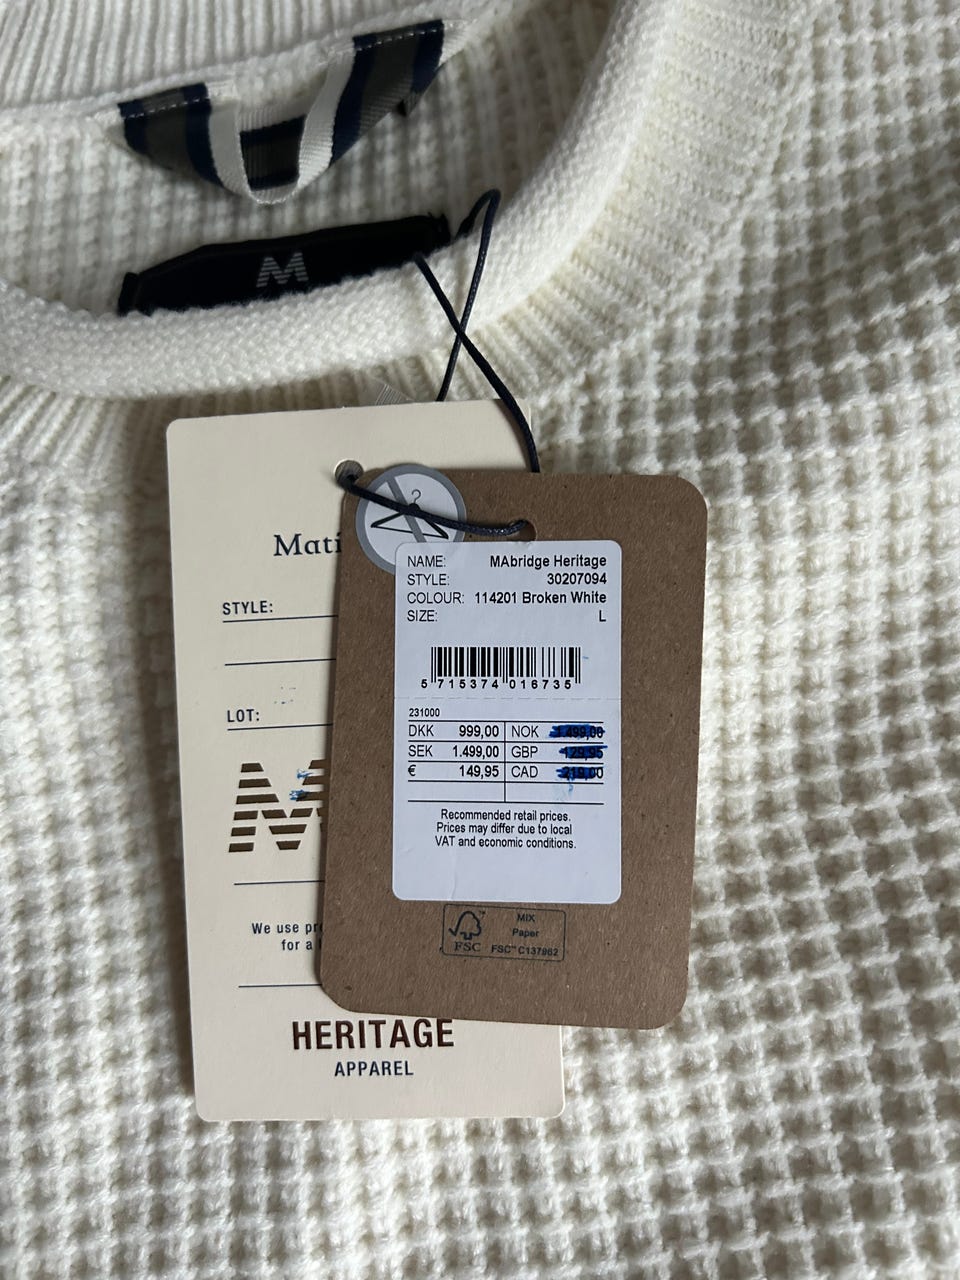 M
Mati
STYLE:
LOT:
M
We use pr
for a
HERITAGE
APPAREL
NAME: MAbridge Heritage
STYLE: 30207094
COLOUR: 114201 Broken White
SIZE: L
5 715374 016735
231000
DKK 999,00 NOK 1.499,00
SEK 1.499,00 GBP 129,95
€ 149,95 CAD 219,00
Recommended retail prices.
Prices may differ due to local
VAT and economic conditions.
FSC™
MIX
Paper
FSC™ C137862